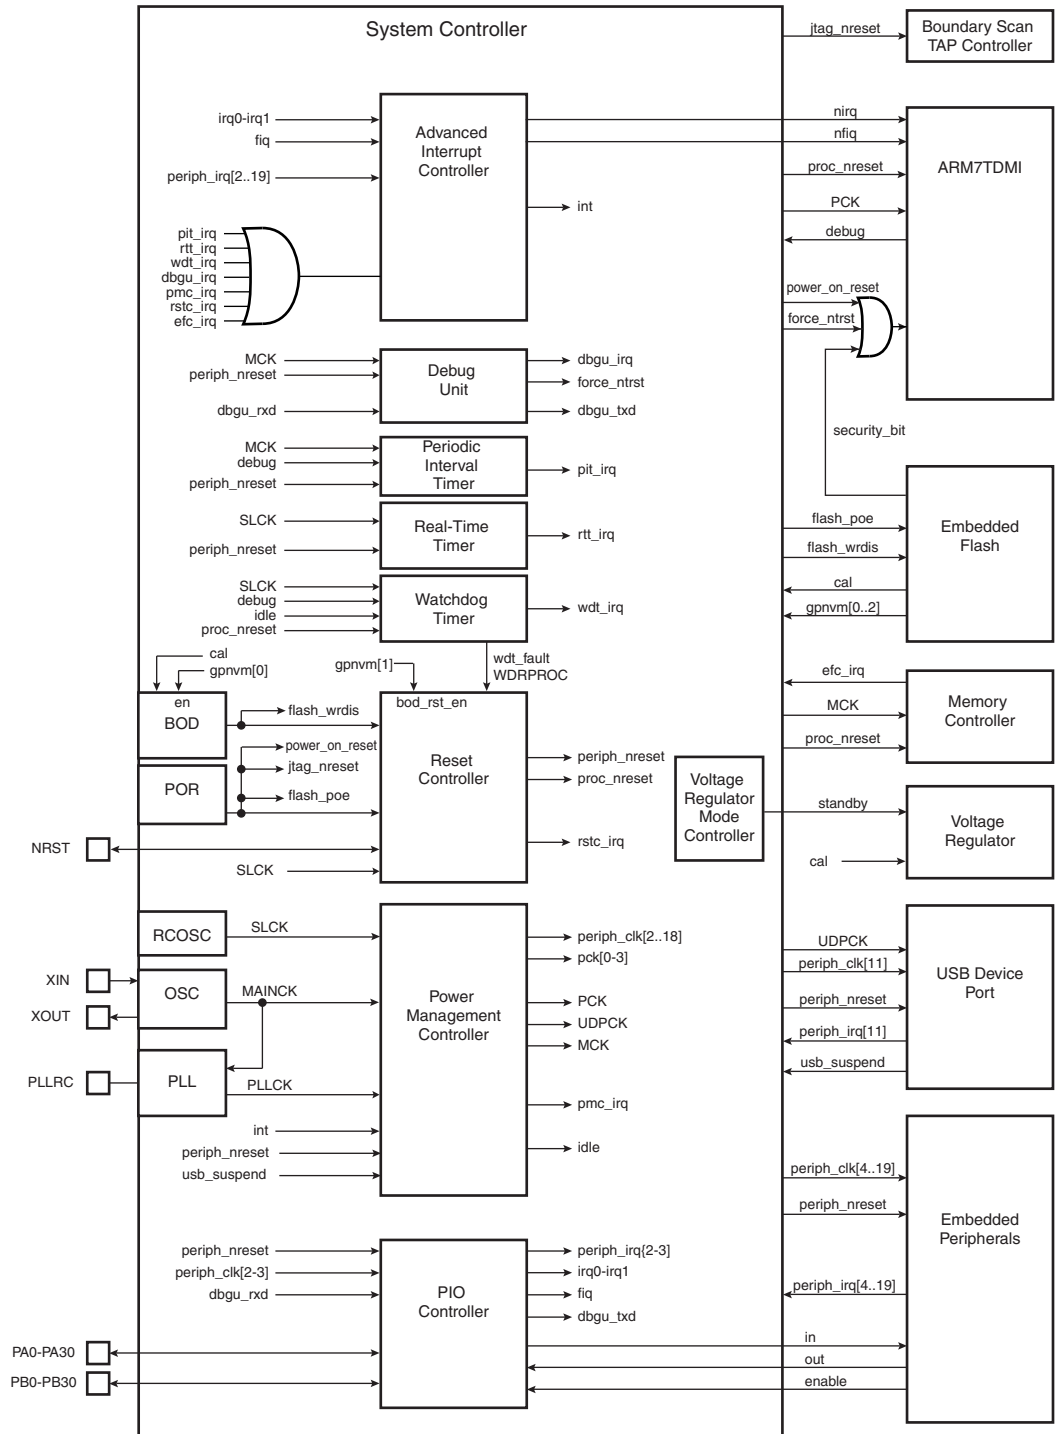 System Controller
jtag_nreset
Boundary Scan
TAP Controller
irq0-irq1
fiq
periph_irq[2..19]
Advanced
Interrupt
Controller
int
nirq
nfiq
proc_nreset
PCK
debug
ARM7TDMI
pit_irq
rtt_irq
wdt_irq
dbgu_irq
pmc_irq
rstc_irq
efc_irq
power_on_reset
force_ntrst
security_bit
MCK
periph_nreset
dbgu_rxd
Debug
Unit
dbgu_irq
force_ntrst
dbgu_txd
MCK
debug
periph_nreset
Periodic
Interval
Timer
pit_irq
SLCK
periph_nreset
Real-Time
Timer
rtt_irq
flash_poe
flash_wrdis
cal
gpnvm[0..2]
Embedded
Flash
SLCK
debug
idle
proc_nreset
Watchdog
Timer
wdt_irq
cal
gpnvm[0]
gpnvm[1]
wdt_fault
WDRPROC
en
BOD
flash_wrdis
bod_rst_en
power_on_reset
jtag_nreset
flash_poe
POR
Reset
Controller
periph_nreset
proc_nreset
rstc_irq
NRST
SLCK
efc_irq
MCK
proc_nreset
Memory
Controller
Voltage
Regulator
Mode
Controller
standby
cal
Voltage
Regulator
RCOSC
SLCK
XIN
XOUT
OSC
MAINCK
PLLRC
PLL
PLLCK
int
periph_nreset
usb_suspend
Power
Management
Controller
periph_clk[2..18]
pck[0-3]
PCK
UDPCK
MCK
pmc_irq
idle
UDPCK
periph_clk[11]
periph_nreset
periph_irq[11]
usb_suspend
USB Device
Port
periph_clk[4..19]
periph_nreset
periph_irq[4..19]
in
out
enable
Embedded
Peripherals
periph_nreset
periph_clk[2-3]
dbgu_rxd
PIO
Controller
periph_irq{2-3]
irq0-irq1
fiq
dbgu_txd
PA0-PA30
PB0-PB30